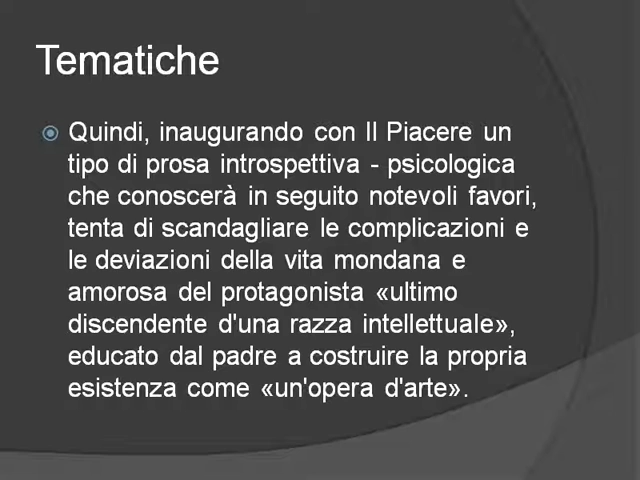 Tematiche
Quindi, inaugurando con Il Piacere un
tipo di prosa introspettiva - psicologica
che conoscerà in seguito notevoli favori,
tenta di scandagliare le complicazioni e
le deviazioni della vita mondana e
amorosa del protagonista «ultimo
discendente d'una razza intellettuale»,
educato dal padre a costruire la propria
esistenza come «un'opera d'arte».